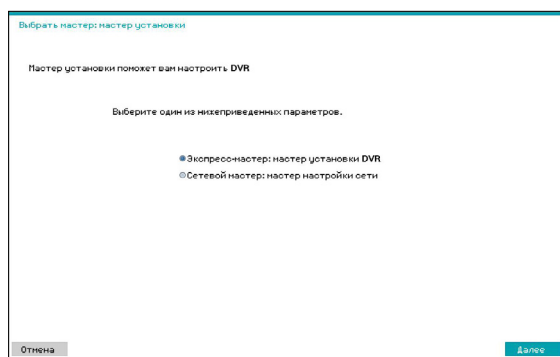 Выбрать мастер: мастер установки
Мастер установки поможет вам настроить DVR
Выберите один из нижеприведенных параметров.
Экспресс-мастер: мастер установки DVR
Сетевой мастер: мастер настройки сети
Отмена
Далее